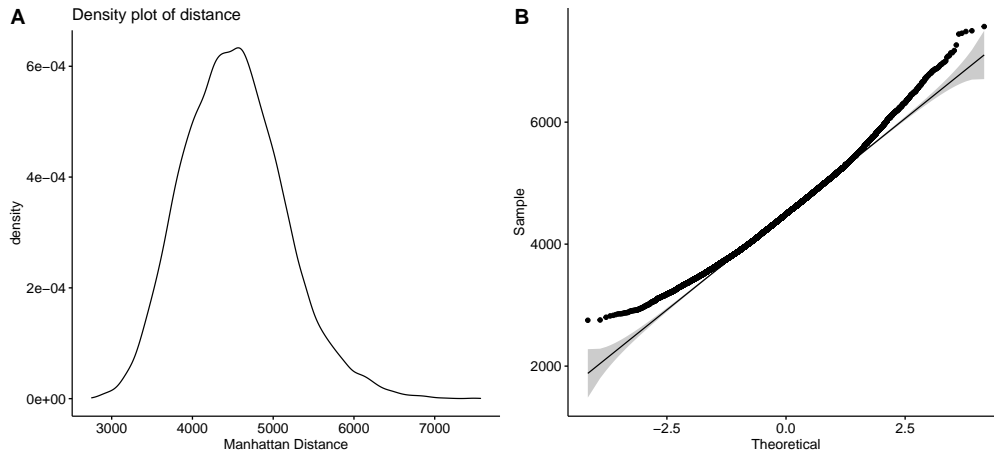 A
Density plot of distance
6e−04
4e−04
2e−04
0e+00
density
3000 4000 5000 6000 7000
Manhattan Distance
B
6000
4000
2000
Sample
−2.5 0.0 2.5
Theoretical